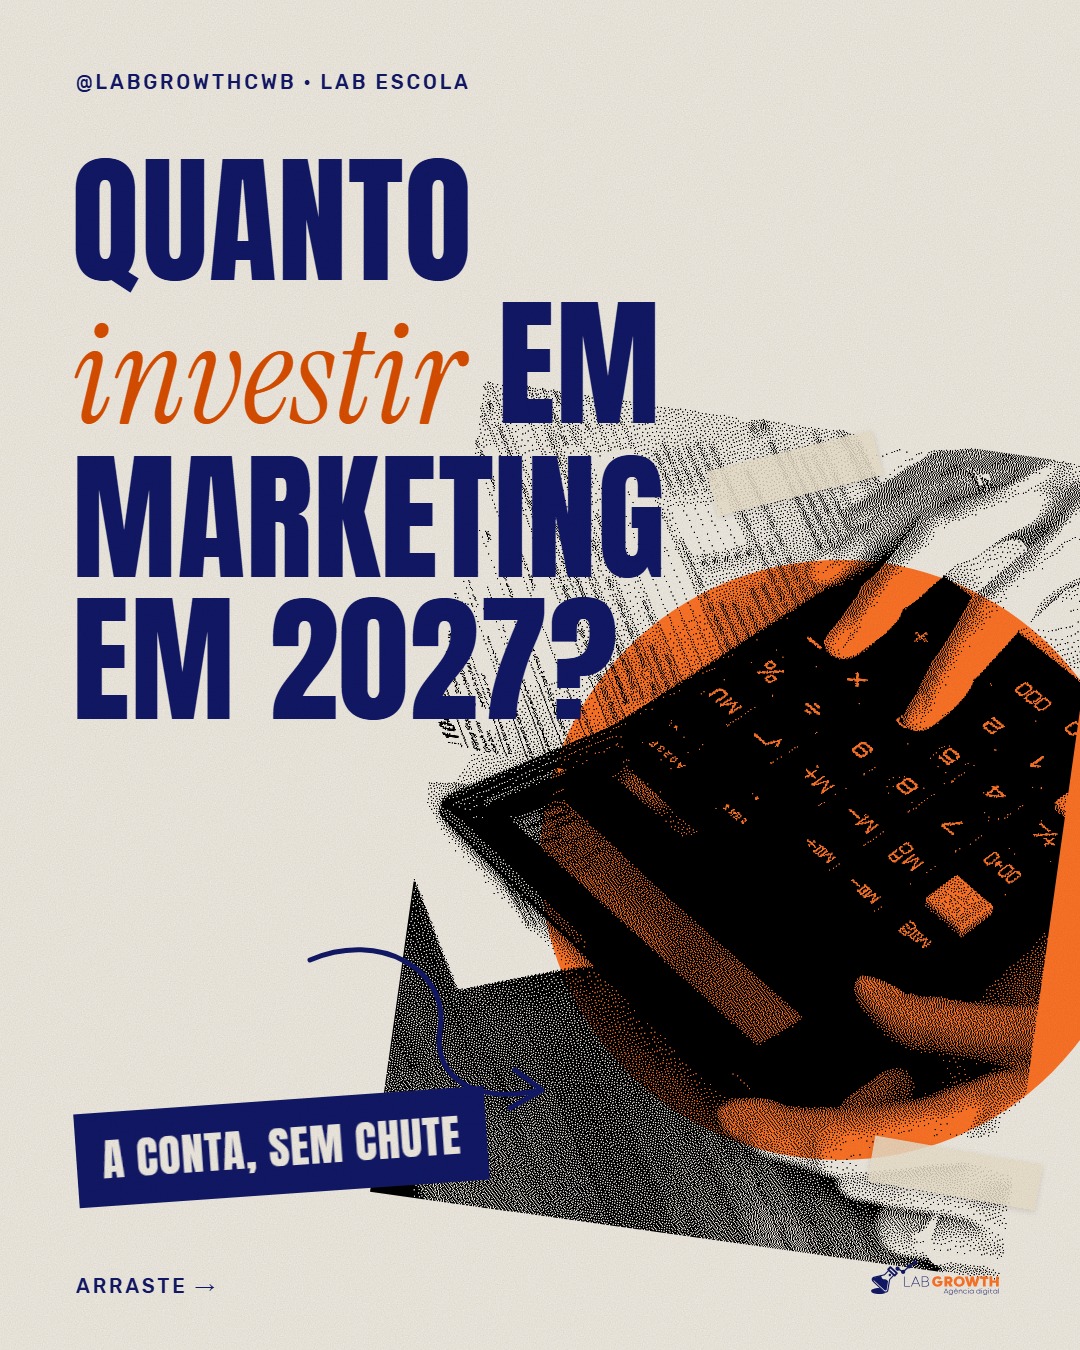 @LABGROWTHCWB • LAB ESCOLA
QUANTO
investir EM
MARKETING
EM 2027?
A CONTA, SEM CHUTE
ARRASTE →
LAB GROWTH
Agência digital